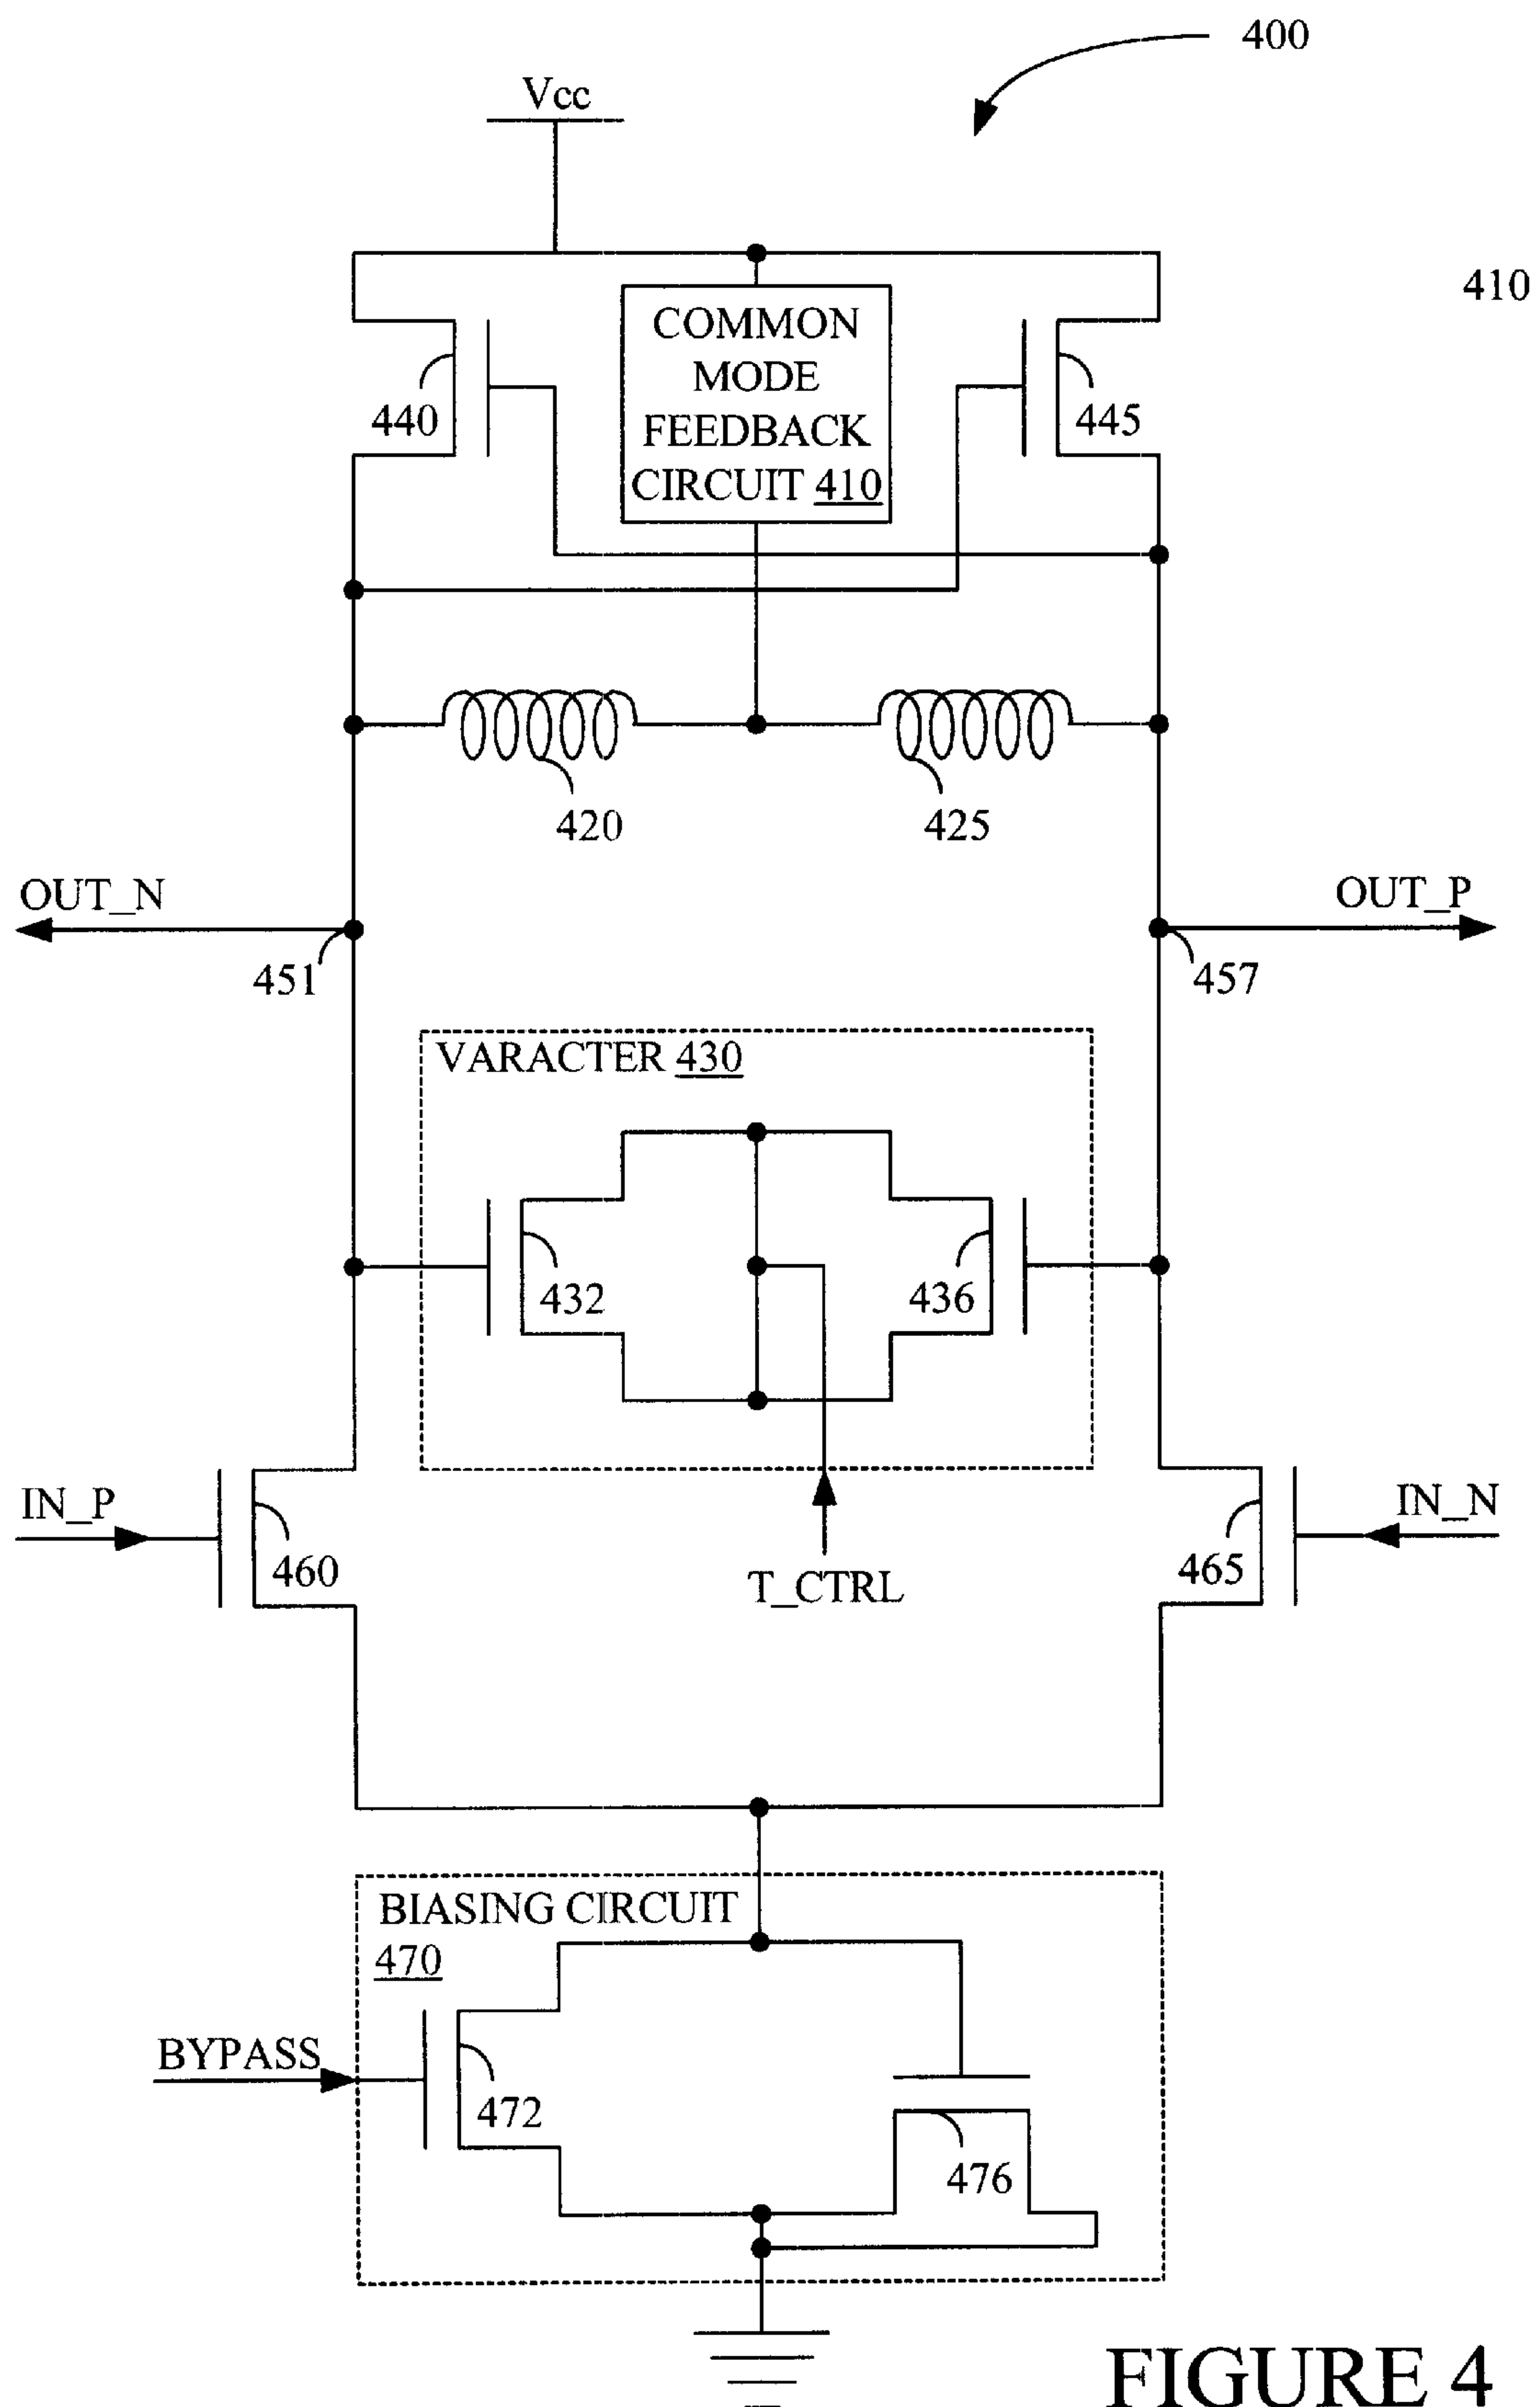 400
Vcc
410
COMMON
MODE
FEEDBACK
CIRCUIT 410
440
445
420
425
OUT_N
OUT_P
451
457
VARACTER 430
432
436
IN_P
IN_N
460
465
T_CTRL
BIASING CIRCUIT
470
BYPASS
472
476
FIGURE 4